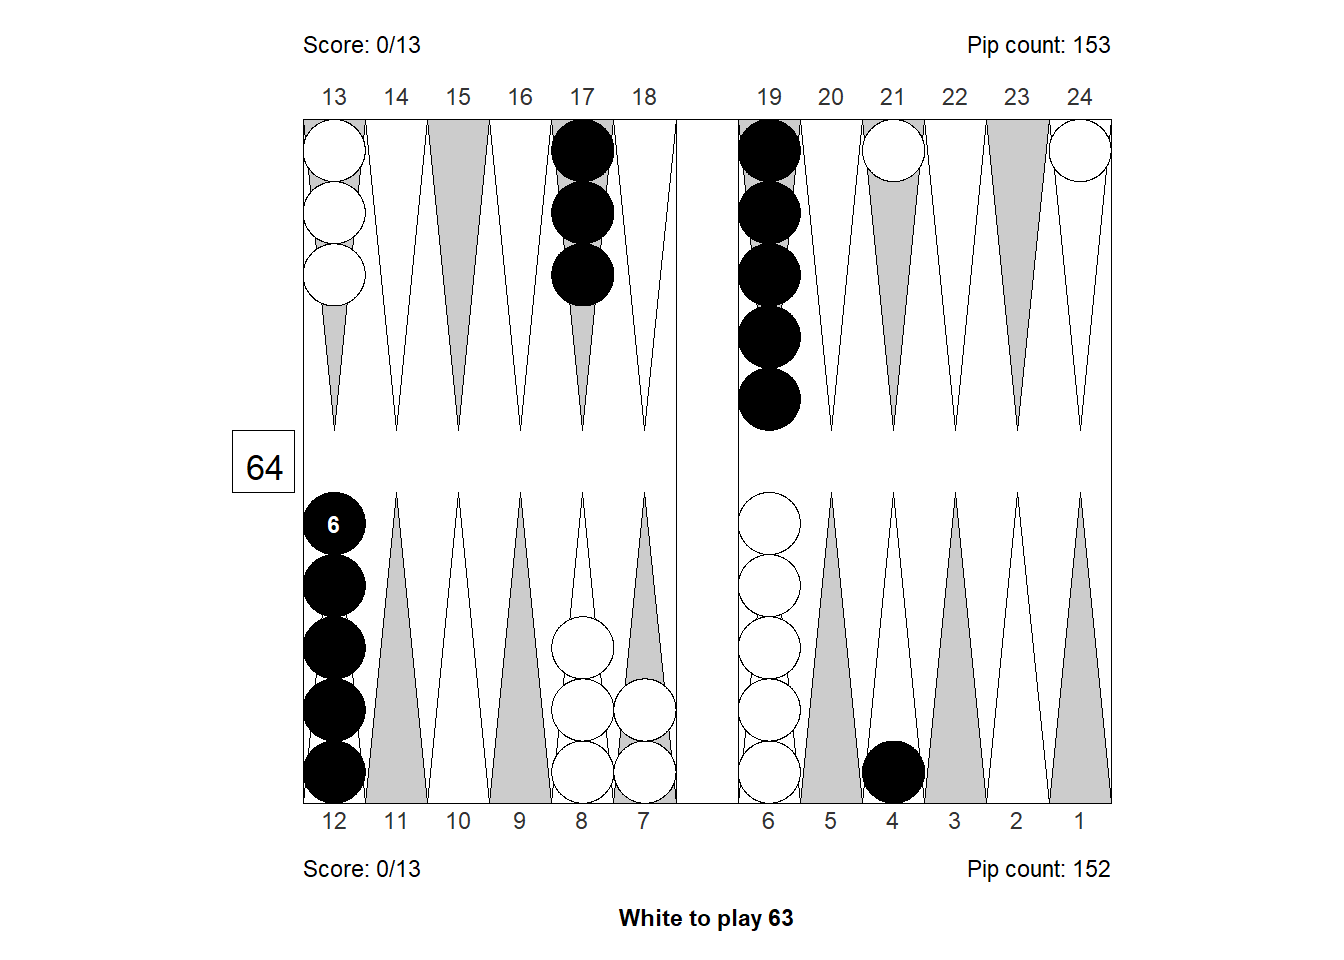 Score: 0/13 Pip count: 153
13 14 15 16 17 18 19 20 21 22 23 24
64
6
12 11 10 9 8 7 6 5 4 3 2 1
Score: 0/13 Pip count: 152
White to play 63